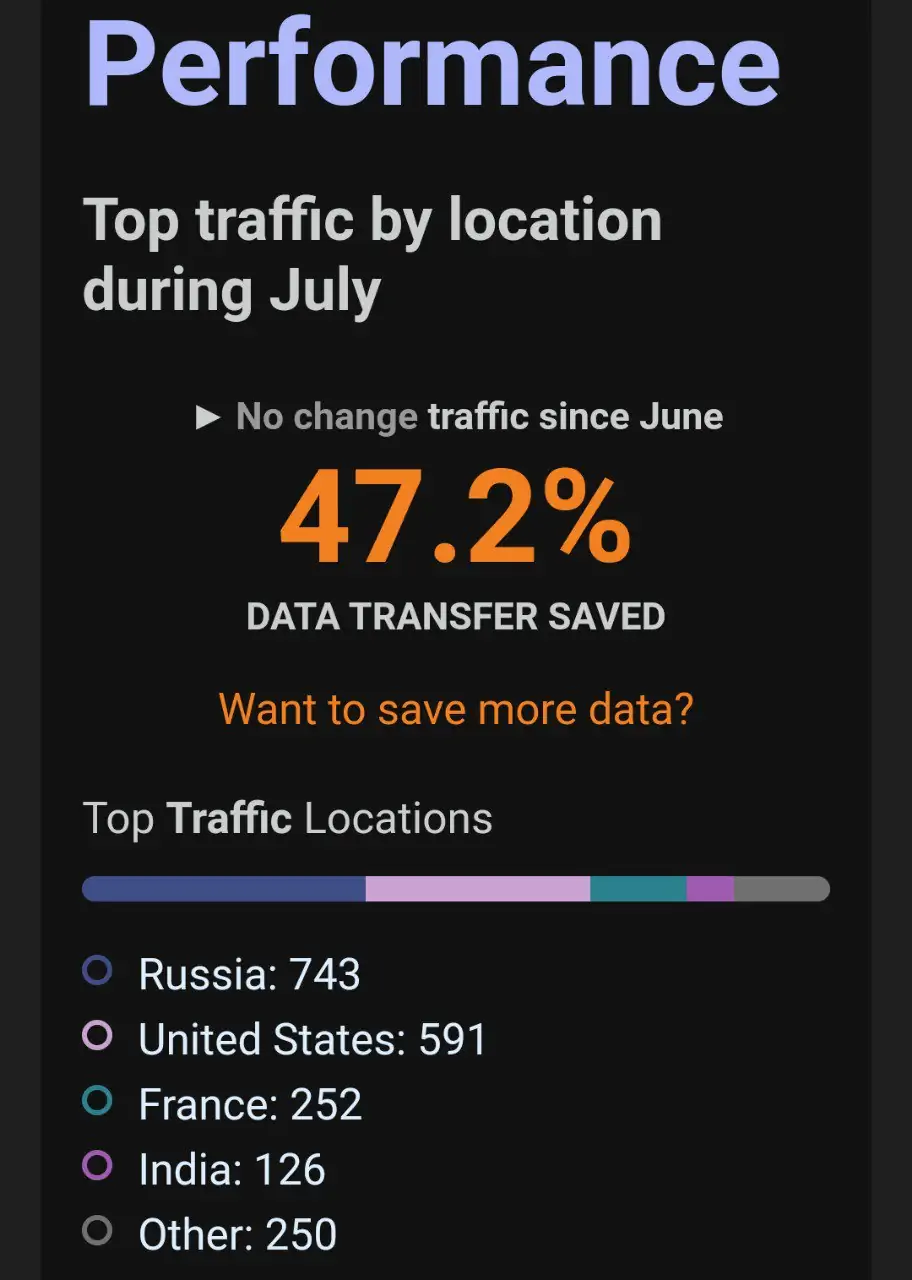 Performance
Top traffic by location
during July
► No change traffic since June
47.2%
DATA TRANSFER SAVED
Want to save more data?
Top Traffic Locations
Russia: 743
United States: 591
France: 252
India: 126
Other: 250